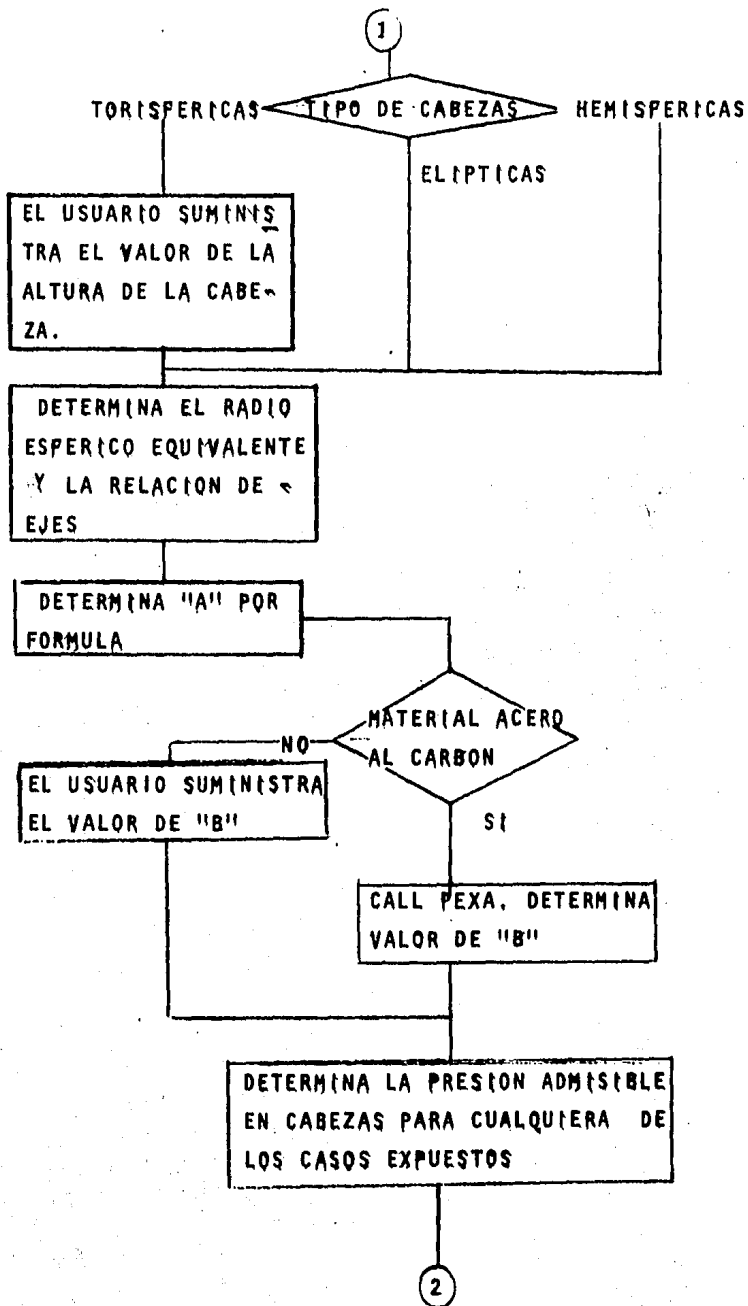 1
TORISFERICAS TIPO DE CABEZAS HEMISFERICAS
ELIPTICAS
EL USUARIO SUMINIS
TRA EL VALOR DE LA
ALTURA DE LA CABE-
ZA.
DETERMINA EL RADIO
ESFERICO EQUIVALENTE
Y LA RELACION DE -
EJES
DETERMINA "A" POR
FORMULA
MATERIAL ACERO
AL CARBON
NO
EL USUARIO SUMINISTRA
EL VALOR DE "B"
SI
CALL PEXA, DETERMINA
VALOR DE "B"
DETERMINA LA PRESION ADMISIBLE
EN CABEZAS PARA CUALQUIERA DE
LOS CASOS EXPUESTOS
2